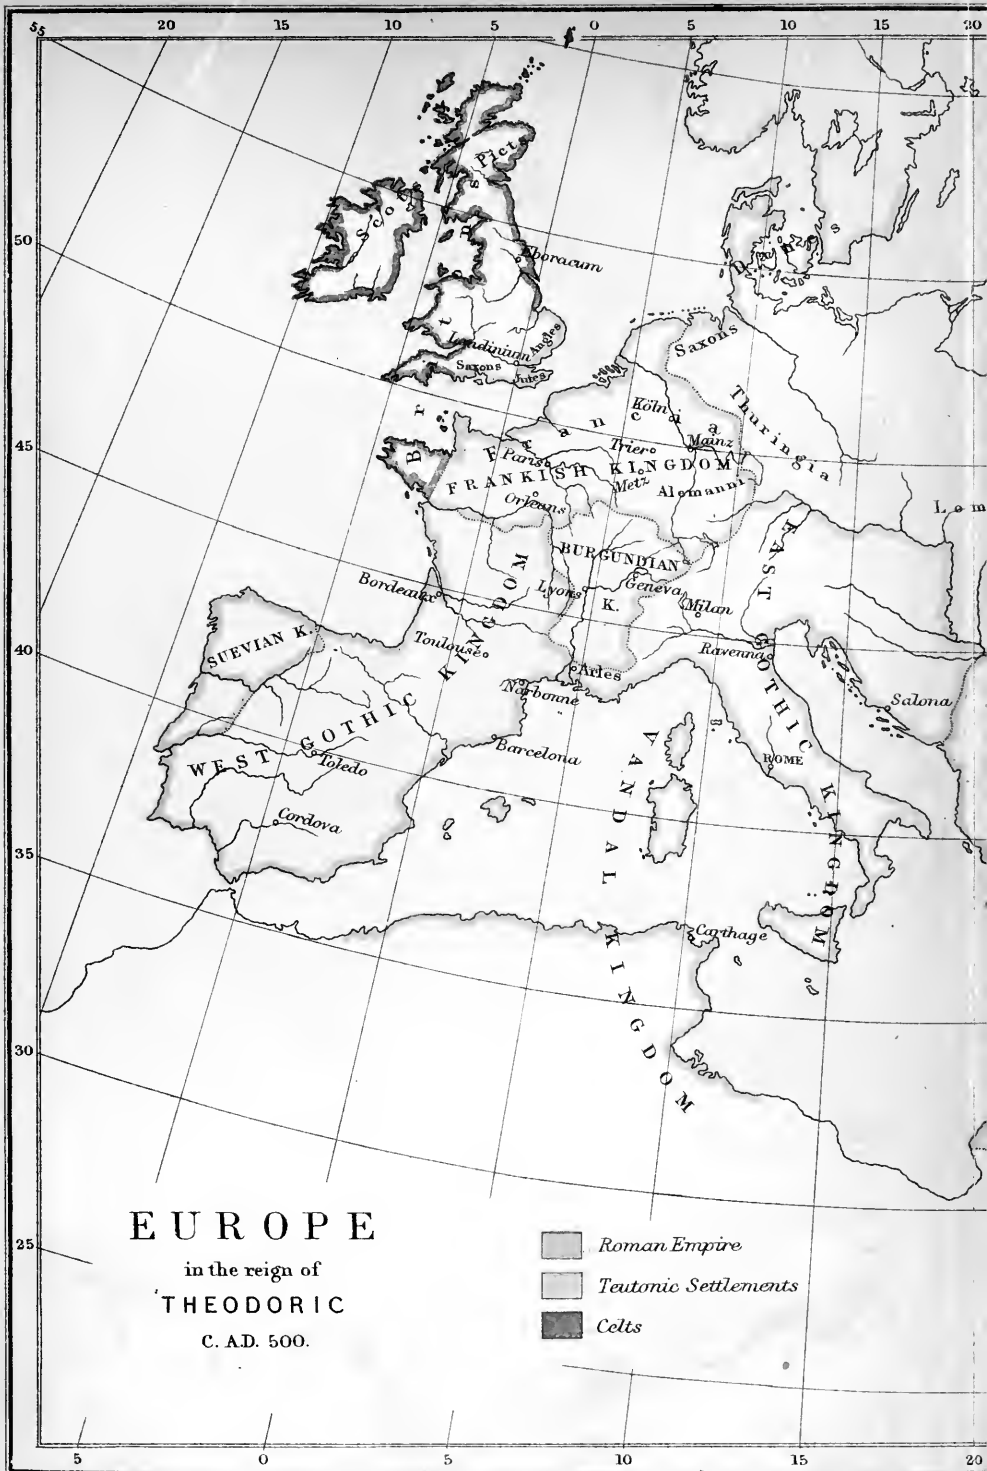 55 20 15 10 5 0 5 10 15 20
50
45
40
35
30
25
5 0 5 10 15 20
Scots
Picts
Britons
Eboracum
Londinium
Angles
Saxons
Jutes
Danes
Saxons
Thuringia
Francia
Köln
Trier
Mainz
Paris
FRANKISH KINGDOM
Metz
Alemanni
Orleans
Lom
BURGUNDIAN
K.
Geneva
Lyons
Milan
Bordeaux
Toulouse
Ravenna
Arles
Narbonne
SUEVIAN K.
WEST GOTHIC KINGDOM
Toledo
Barcelona
Cordova
EAST GOTHIC KINGDOM
Salona
ROME
VANDAL KINGDOM
Carthage
EUROPE
in the reign of
THEODORIC
C. A.D. 500.
Roman Empire
Teutonic Settlements
Celts